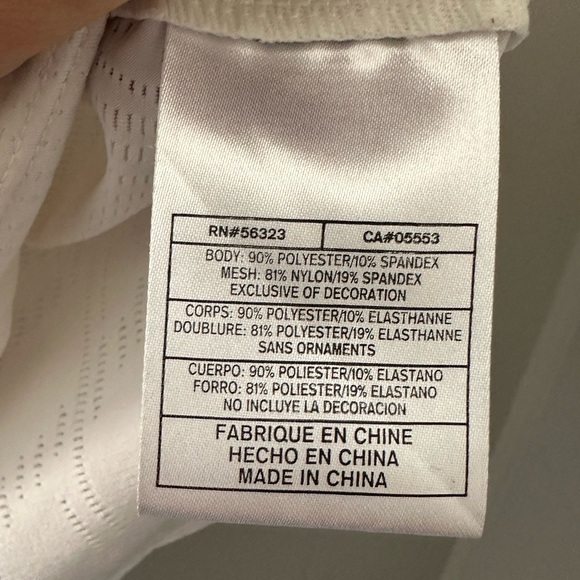 RN#56323 CA#05553
BODY: 90% POLYESTER/10% SPANDEX
MESH: 81% NYLON/19% SPANDEX
EXCLUSIVE OF DECORATION
CORPS: 90% POLYESTER/10% ELASTHANNE
DOUBLURE: 81% POLYESTER/19% ELASTHANNE
SANS ORNAMENTS
CUERPO: 90% POLIESTER/10% ELASTANO
FORRO: 81% POLIESTER/19% ELASTANO
NO INCLUYE LA DECORACION
FABRIQUE EN CHINE
HECHO EN CHINA
MADE IN CHINA